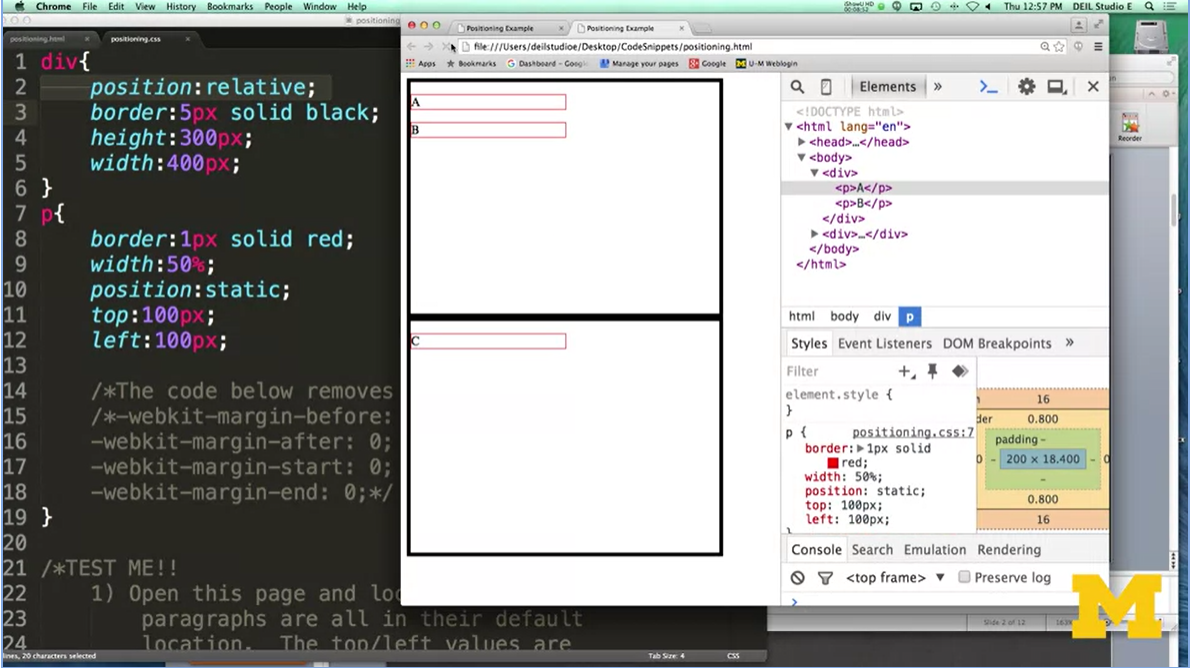 Chrome File Edit View History Bookmarks People Window Help
Thu 12:57 PM DEIL Studio E
positioning
positioning.html
positioning.css
1 div{
2 position:relative;
3 border:5px solid black;
4 height:300px;
5 width:400px;
6 }
7 p{
8 border:1px solid red;
9 width:50%;
10 position:static;
11 top:100px;
12 left:100px;
13
14 /*The code below removes
15 /*-webkit-margin-before:
16 -webkit-margin-after: 0;
17 -webkit-margin-start: 0;
18 -webkit-margin-end: 0;*/
19 }
20
21 /*TEST ME!!
22 1) Open this page and loo
23 paragraphs are all in their default
24 location. The top/left values are
lines, 20 characters selected
Tab Size: 4
CSS
Positioning Example
Positioning Example
file:///Users/deilstudioe/Desktop/CodeSnippets/positioning.html
Apps Bookmarks Dashboard - Goog Manage your pages Google U-M Weblogin
A
B
C
Elements »
<!DOCTYPE html>
<html lang="en">
<head>…</head>
<body>
<div>
<p>A</p>
<p>B</p>
</div>
<div>…</div>
</body>
</html>
html body div p
Styles Event Listeners DOM Breakpoints »
Filter
element.style {
}
p { positioning.css:7
border: 1px solid
red;
width: 50%;
position: static;
top: 100px;
left: 100px;
}
16
der 0.800
padding -
0 - 200 × 18.400 - 0
-
0.800
16
Console Search Emulation Rendering
<top frame> Preserve log
>
Reorder
Slide 2 of 12
163%
M